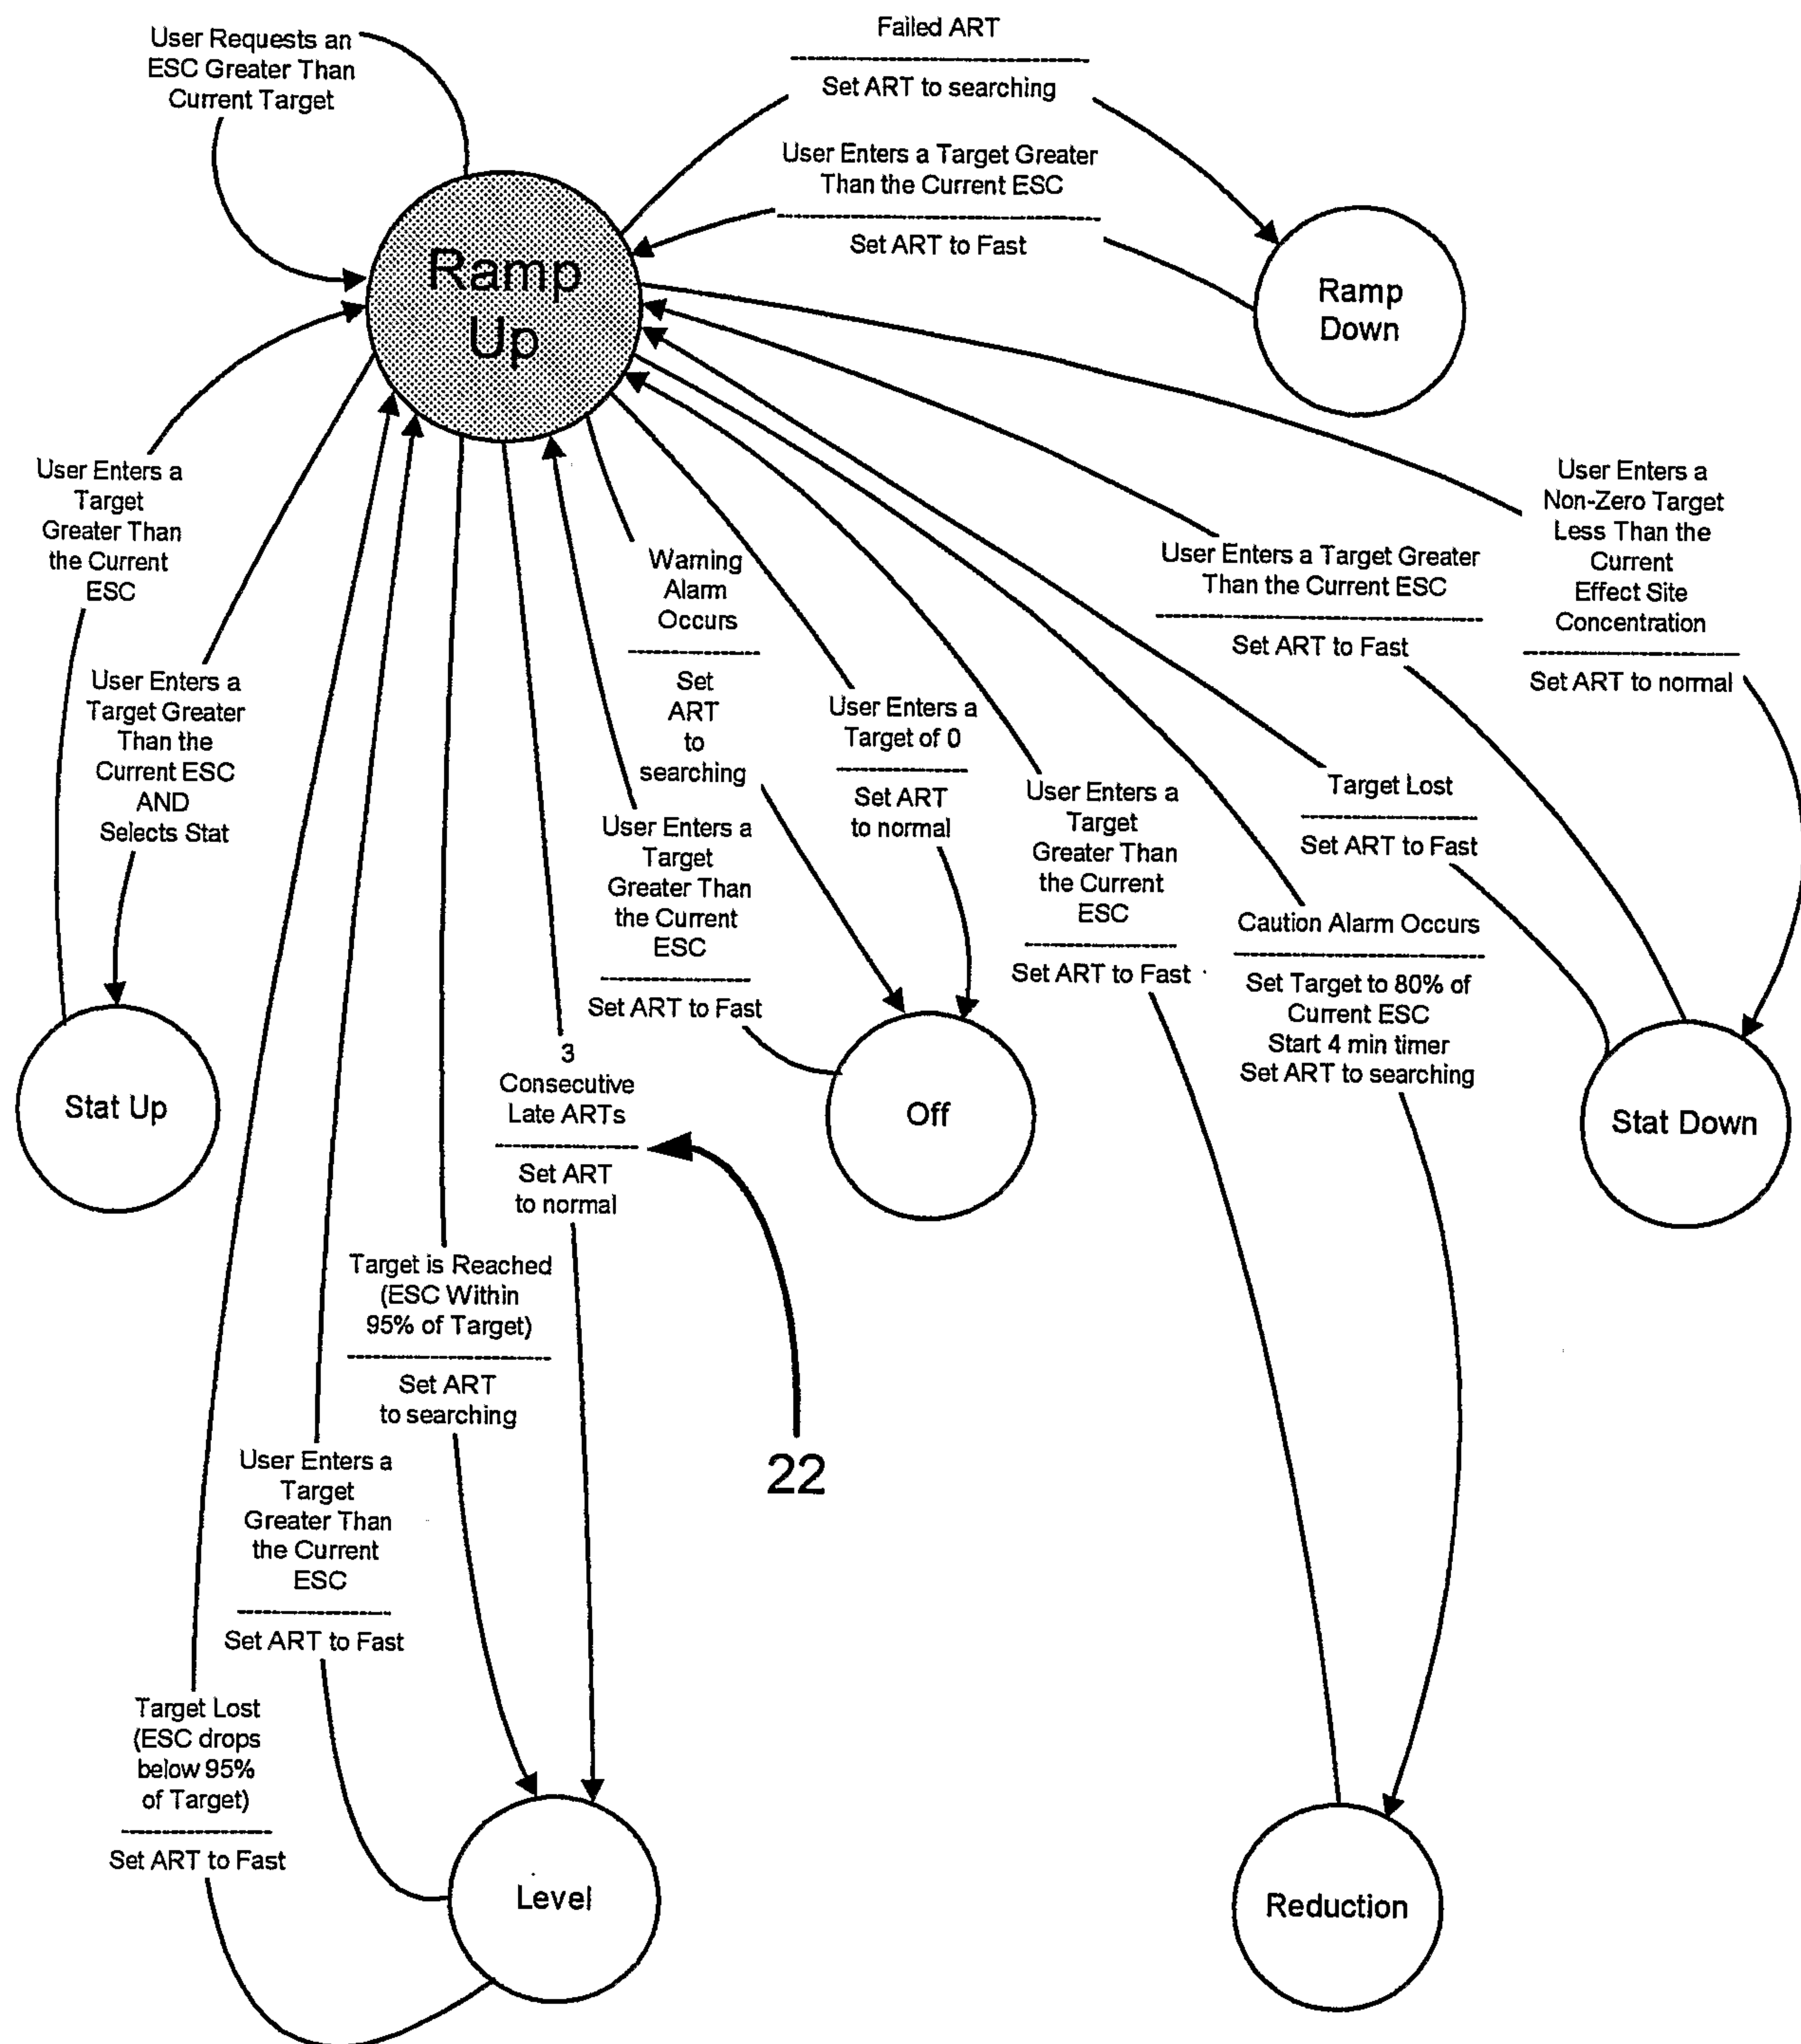 User Requests an
ESC Greater Than
Current Target
Failed ART
Set ART to searching
User Enters a Target Greater
Than the Current ESC
Set ART to Fast
Ramp
Up
Ramp
Down
User Enters a
Target
Greater Than
the Current
ESC
User Enters a
Target Greater
Than the
Current ESC
AND
Selects Stat
Warning
Alarm
Occurs
Set
ART
to
searching
User Enters a
Target of 0
Set ART
to normal
User Enters a Target Greater
Than the Current ESC
Set ART to Fast
User Enters a
Non-Zero Target
Less Than the
Current
Effect Site
Concentration
Set ART to normal
User Enters a
Target
Greater Than
the Current
ESC
Set ART to Fast
User Enters a
Target
Greater Than
the Current
ESC
Set ART to Fast
Target Lost
Set ART to Fast
Caution Alarm Occurs
Set Target to 80% of
Current ESC
Start 4 min timer
Set ART to searching
Stat Up
3
Consecutive
Late ARTs
Set ART
to normal
Off
Stat Down
Target is Reached
(ESC Within
95% of Target)
Set ART
to searching
22
User Enters a
Target
Greater Than
the Current
ESC
Set ART to Fast
Target Lost
(ESC drops
below 95%
of Target)
Set ART to Fast
Level
Reduction